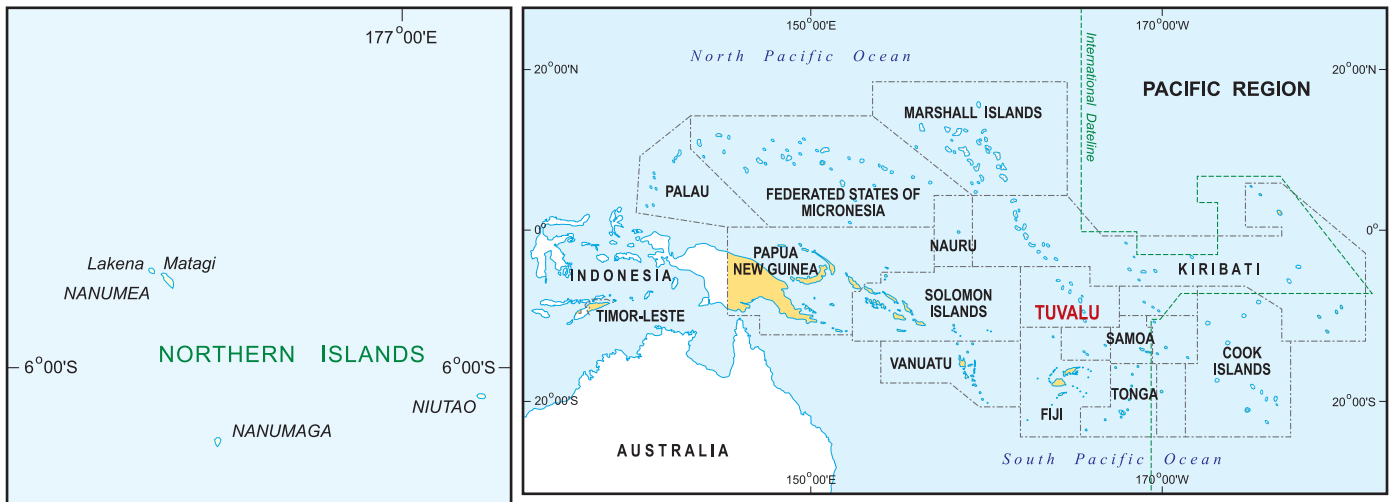 177°00'E
Lakena
Matagi
NANUMEA
NORTHERN ISLANDS
6°00'S
6°00'S
NIUTAO
NANUMAGA
150°00'E
170°00'W
North Pacific Ocean
International Dateline
20°00'N
20°00'N
PACIFIC REGION
MARSHALL ISLANDS
PALAU
FEDERATED STATES OF
MICRONESIA
0°
0°
NAURU
PAPUA
NEW GUINEA
INDONESIA
KIRIBATI
SOLOMON
ISLANDS
TUVALU
TIMOR-LESTE
SAMOA
VANUATU
COOK
ISLANDS
TONGA
FIJI
20°00'S
20°00'S
AUSTRALIA
South Pacific Ocean
150°00'E
170°00'W